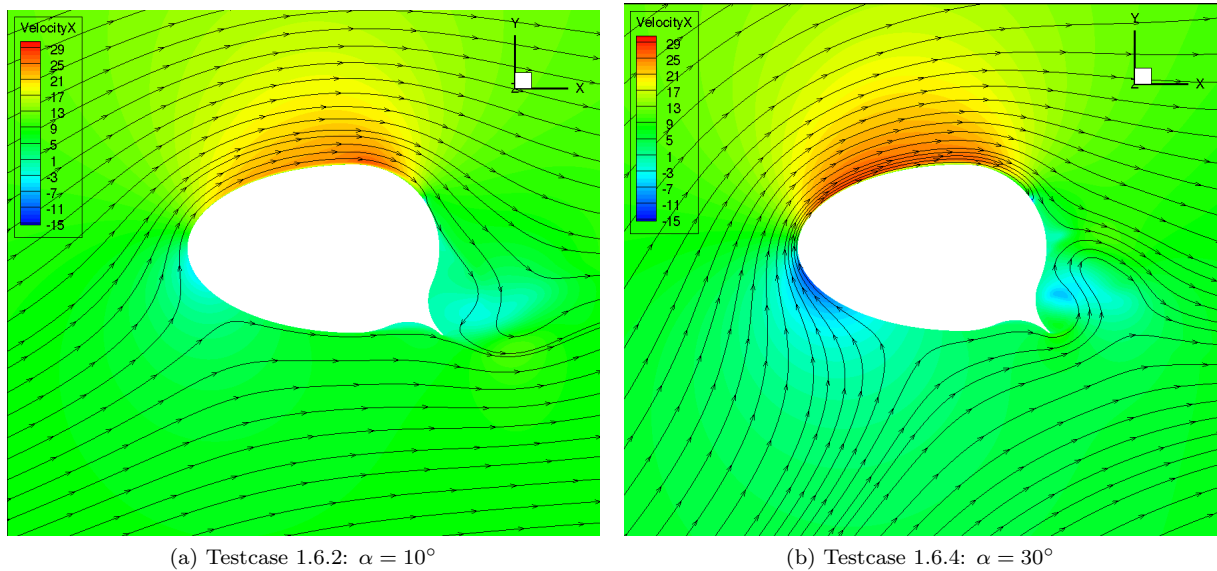 VelocityX
29
25
21
17
13
9
5
1
-3
-7
-11
-15
Y
X
Z
(a) Testcase 1.6.2: α = 10°
VelocityX
29
25
21
17
13
9
5
1
-3
-7
-11
-15
Y
X
Z
(b) Testcase 1.6.4: α = 30°